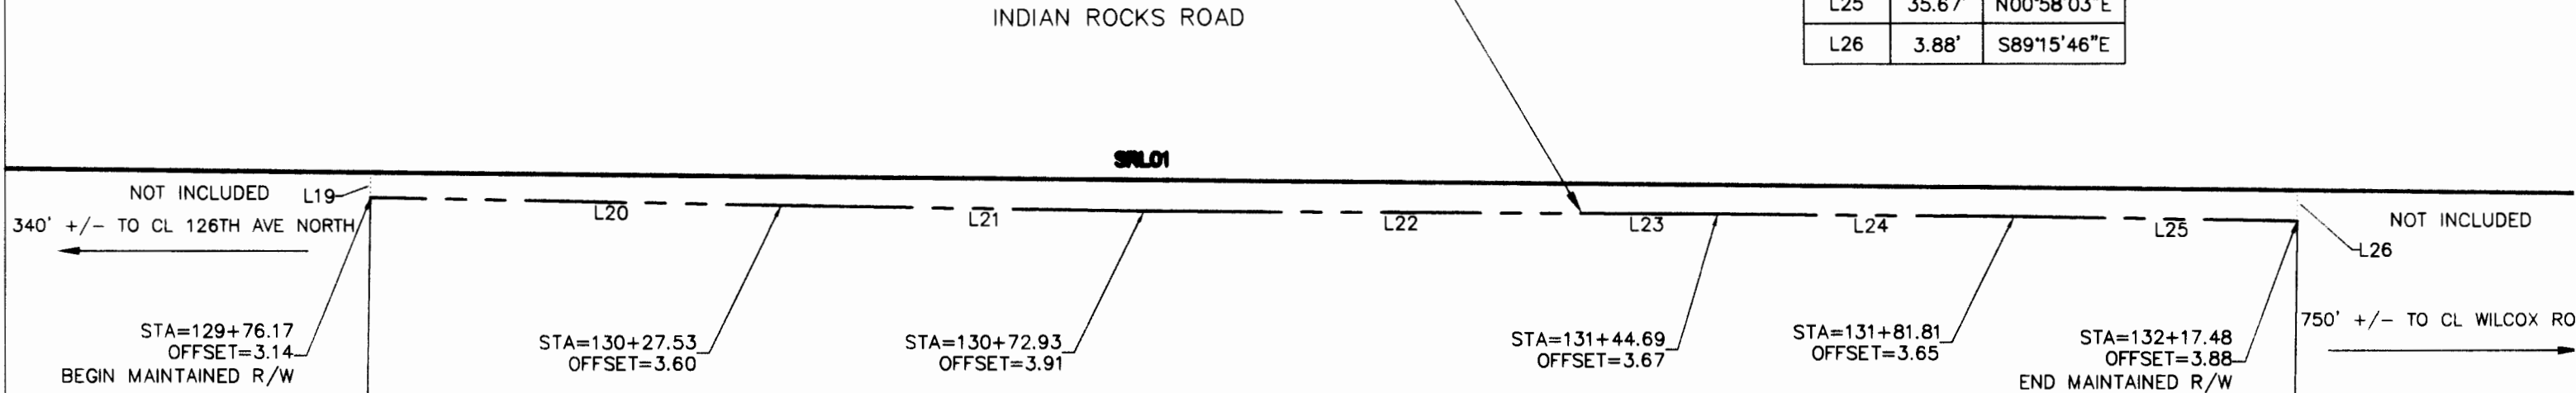 INDIAN ROCKS ROAD
L25 35.67' N00°58'03"E
L26 3.88' S89°15'46"E
SRL01
NOT INCLUDED
L19
340' +/- TO CL 126TH AVE NORTH
L20
L21
L22
L23
L24
L25
NOT INCLUDED
L26
STA=129+76.17
OFFSET=3.14
BEGIN MAINTAINED R/W
STA=130+27.53
OFFSET=3.60
STA=130+72.93
OFFSET=3.91
STA=131+44.69
OFFSET=3.67
STA=131+81.81
OFFSET=3.65
STA=132+17.48
OFFSET=3.88
END MAINTAINED R/W
750' +/- TO CL WILCOX RO